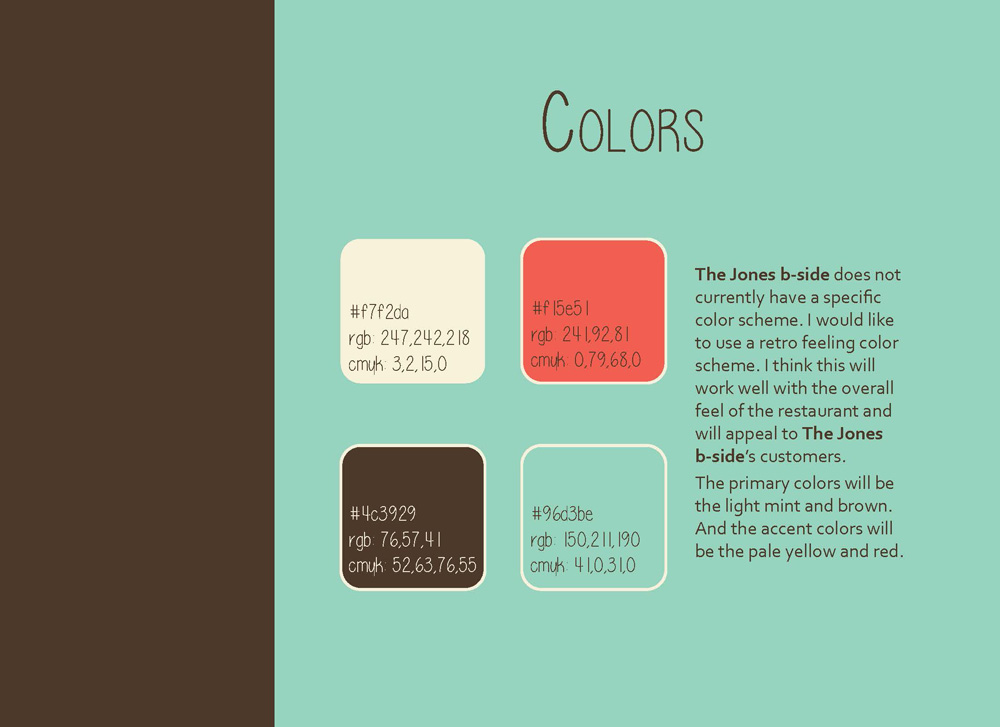 Colors
#f7f2da
rgb: 247,242,218
cmyk: 3,2,15,0
#f15e51
rgb: 241,92,81
cmyk: 0,79,68,0
#4c3929
rgb: 76,57,41
cmyk: 52,63,76,55
#96d3be
rgb: 150,211,190
cmyk: 41,0,31,0
The Jones b-side does not
currently have a specific
color scheme. I would like
to use a retro feeling color
scheme. I think this will
work well with the overall
feel of the restaurant and
will appeal to The Jones
b-side's customers.
The primary colors will be
the light mint and brown.
And the accent colors will
be the pale yellow and red.